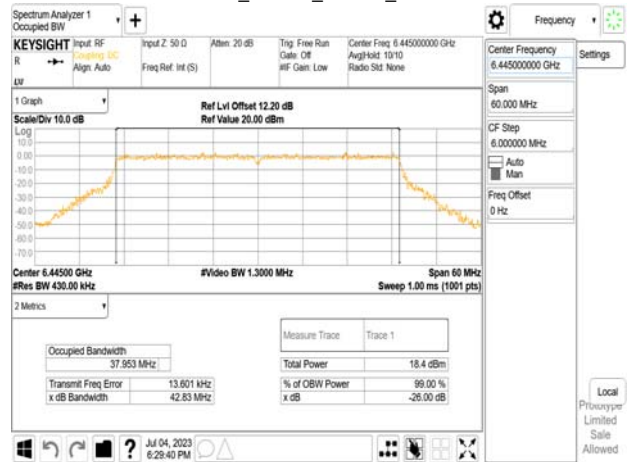 Spectrum Analyzer 1
Occupied BW
+
Frequency
KEYSIGHT
Input: RF
Coupling: DC
Align: Auto
Input Z: 50 Ω
Freq Ref: Int (S)
Atten: 20 dB
Trig: Free Run
Gate: Off
#IF Gain: Low
Center Freq: 6.445000000 GHz
Avg|Hold: 10/10
Radio Std: None
R
LVI
Center Frequency
6.445000000 GHz
Settings
Span
60.000 MHz
CF Step
6.000000 MHz
Auto
Man
Freq Offset
0 Hz
1 Graph
Scale/Div 10.0 dB
Ref Lvl Offset 12.20 dB
Ref Value 20.00 dBm
Log
10.0
0.00
-10.0
-20.0
-30.0
-40.0
-50.0
-60.0
-70.0
Center 6.44500 GHz
#Res BW 430.00 kHz
#Video BW 1.3000 MHz
Span 60 MHz
Sweep 1.00 ms (1001 pts)
2 Metrics
Measure Trace
Trace 1
Occupied Bandwidth
37.953 MHz
Total Power
18.4 dBm
Transmit Freq Error
13.601 kHz
% of OBW Power
99.00 %
x dB Bandwidth
42.83 MHz
x dB
-26.00 dB
Local
Prototype
Limited
Sale
Allowed
?
Jul 04, 2023
6:29:40 PM